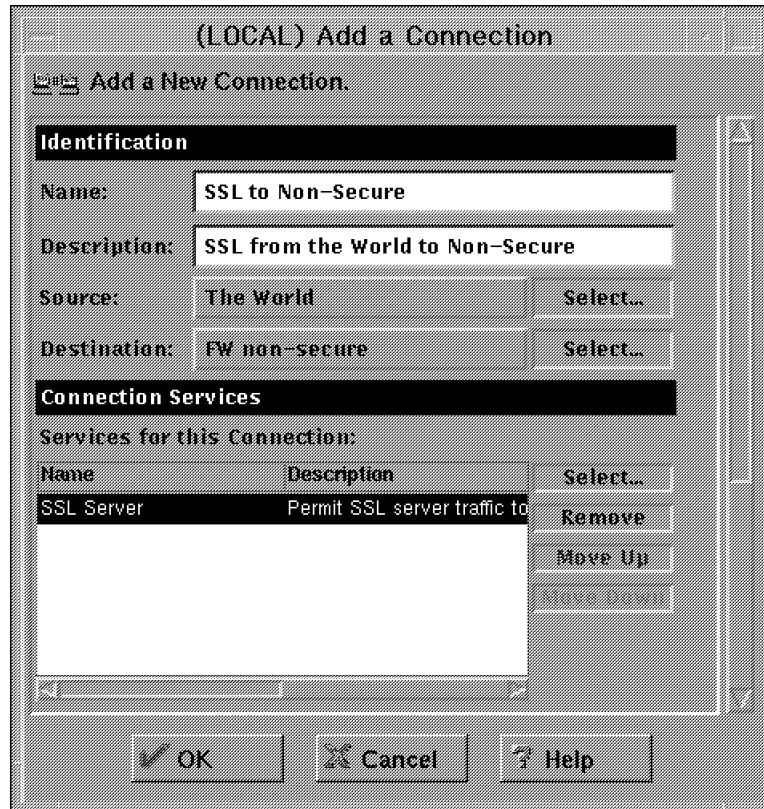 (LOCAL) Add a Connection
Add a New Connection.
Identification
Name: SSL to Non-Secure
Description: SSL from the World to Non-Secure
Source: The World Select...
Destination: FW non-secure Select...
Connection Services
Services for this Connection:
Name Description Select...
SSL Server Permit SSL server traffic to
Remove
Move Up
Move Down
OK Cancel Help